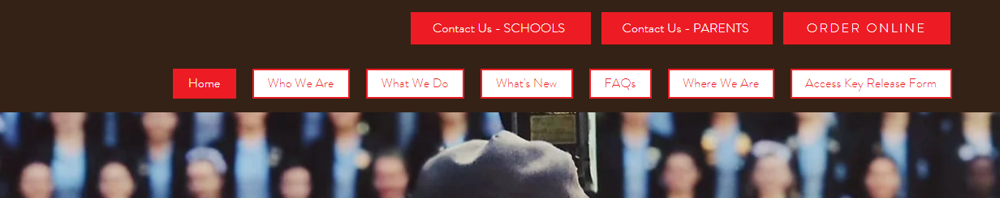 Contact Us - SCHOOLS Contact Us - PARENTS ORDER ONLINE
Home Who We Are What We Do What's New FAQs Where We Are Access Key Release Form